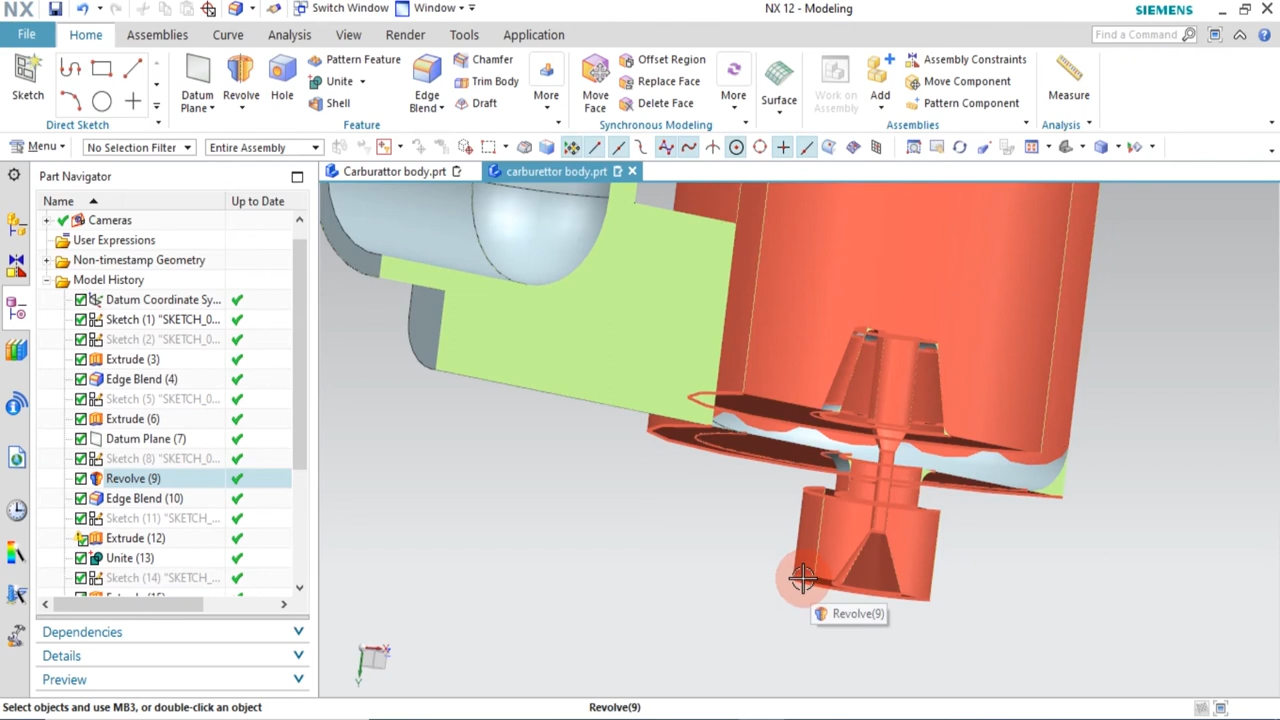 NX
Switch Window
Window
NX 12 - Modeling
SIEMENS
File
Home
Assemblies
Curve
Analysis
View
Render
Tools
Application
Find a Command
Sketch
Direct Sketch
Datum
Plane
Revolve
Hole
Pattern Feature
Unite
Shell
Edge
Blend
Chamfer
Trim Body
Draft
More
Feature
Move
Face
Offset Region
Replace Face
Delete Face
More
Synchronous Modeling
Surface
Work on
Assembly
Add
Assembly Constraints
Move Component
Pattern Component
Assemblies
Measure
Analysis
Menu
No Selection Filter
Entire Assembly
Part Navigator
Carburattor body.prt
carburettor body.prt
Name
Up to Date
Cameras
User Expressions
Non-timestamp Geometry
Model History
Datum Coordinate Sy...
Sketch (1) "SKETCH_0...
Sketch (2) "SKETCH_0...
Extrude (3)
Edge Blend (4)
Sketch (5) "SKETCH_0...
Extrude (6)
Datum Plane (7)
Sketch (8) "SKETCH_0...
Revolve (9)
Edge Blend (10)
Sketch (11) "SKETCH_...
Extrude (12)
Unite (13)
Sketch (14) "SKETCH_...
Dependencies
Details
Preview
Revolve(9)
Select objects and use MB3, or double-click an object
Revolve(9)